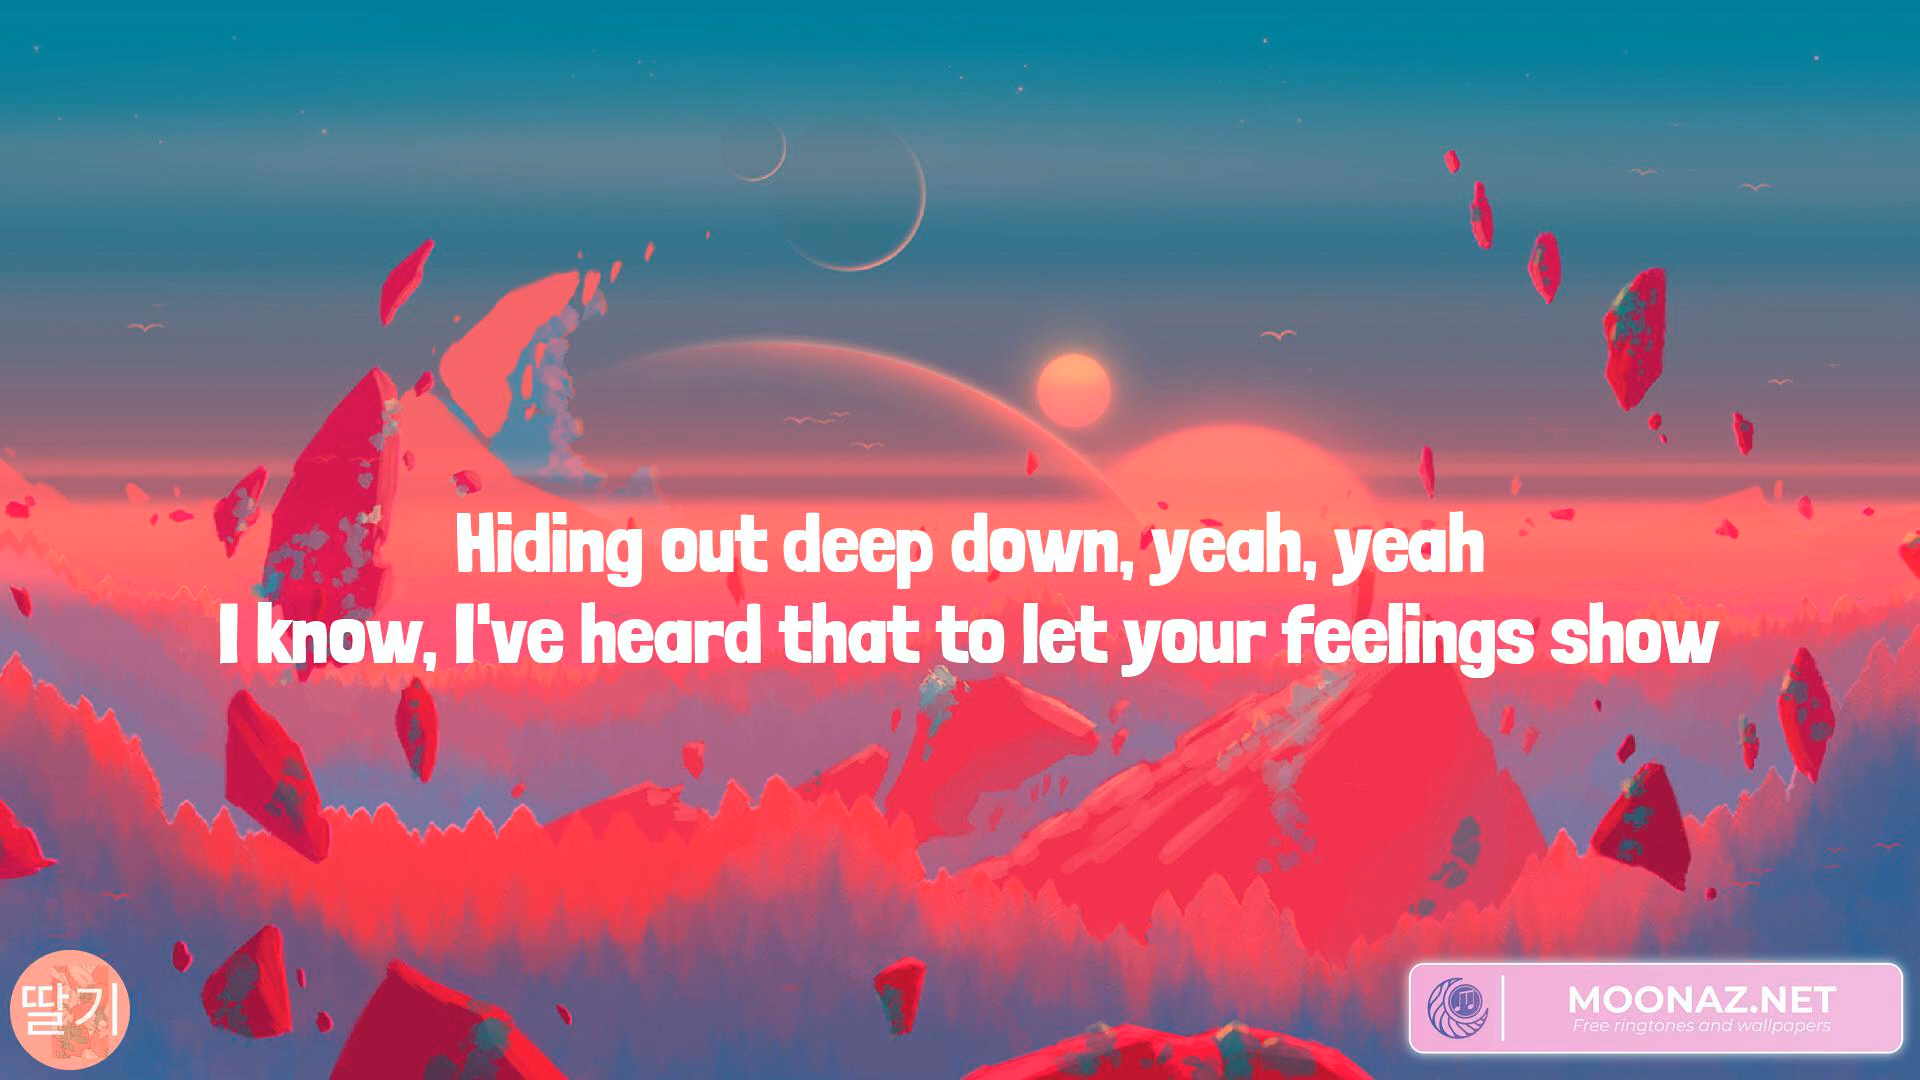 Hiding out deep down, yeah, yeah
I know, I've heard that to let your feelings show
딸기
MOONAZ.NET
Free ringtones and wallpapers